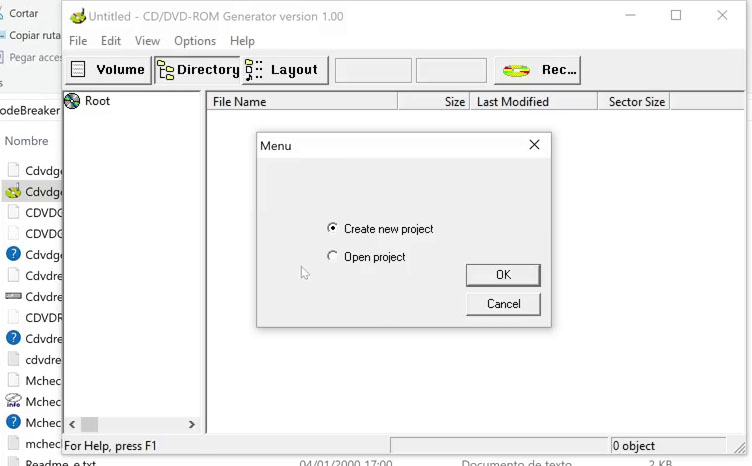 Cortar
Copiar ruta
Pegar acces
odeBreaker
Nombre
Cdvdge
Cdvdge
CDVDG
CDVDG
Cdvdge
Cdvdre
Cdvdre
CDVDR
Cdvdre
cdvdre
Mchec
Mchec
Mchec
mchec
Readme_e.txt 04/01/2000 17:00 Documento de texto 2 KB
Untitled - CD/DVD-ROM Generator version 1.00
File Edit View Options Help
Volume Directory Layout Rec...
Root
File Name Size Last Modified Sector Size
Menu
Create new project
Open project
OK
Cancel
For Help, press F1
0 object